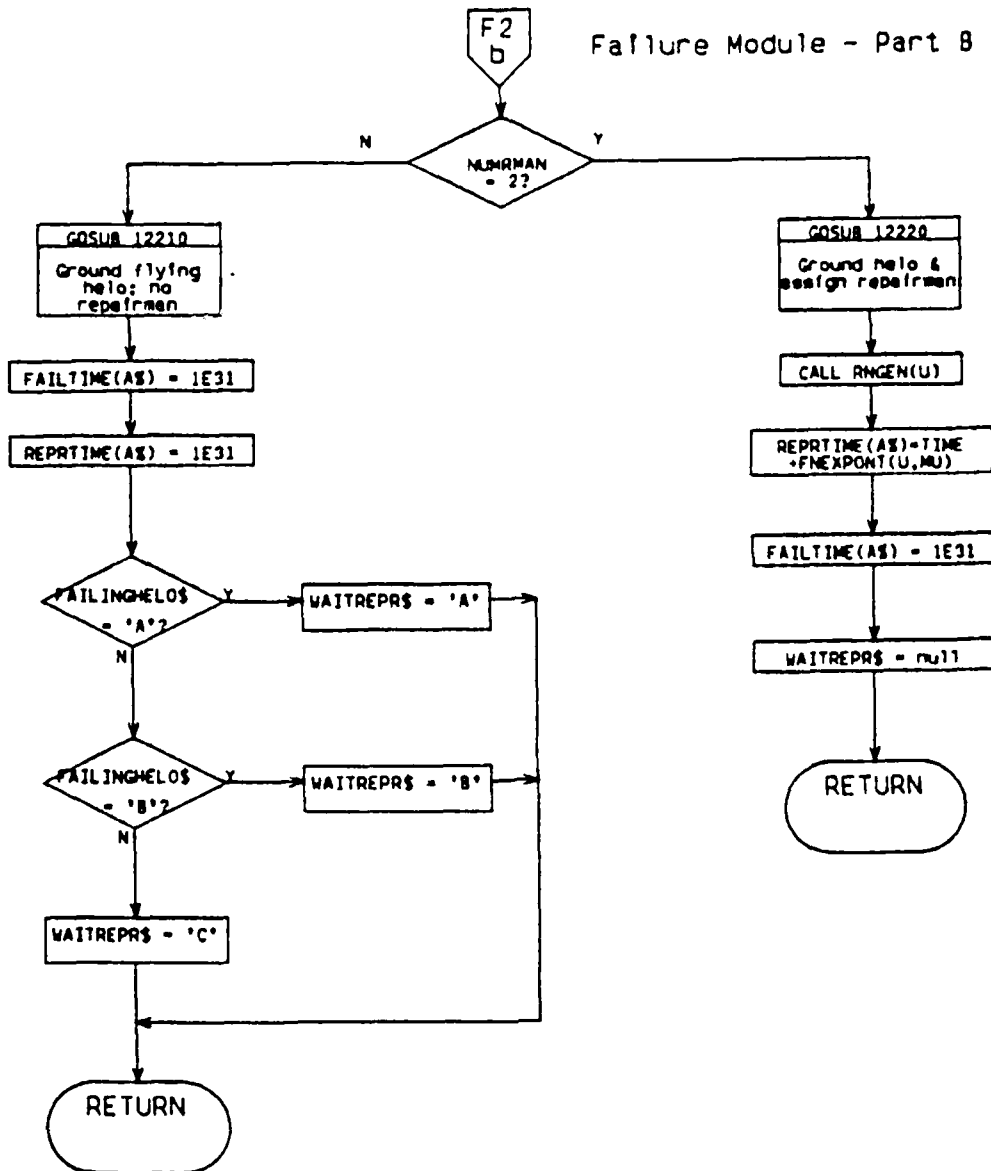 F2
b
Failure Module - Part B
N
Y
NUMRMAN
= 2?
GOSUB 12210
Ground flying
helo; no
repairman
FAILTIME(A%) = 1E31
REPRTIME(A%) = 1E31
FAILINGHELO$
= 'A'?
Y
N
WAITREPR$ = 'A'
FAILINGHELO$
= 'B'?
Y
N
WAITREPR$ = 'B'
WAITREPR$ = 'C'
RETURN
GOSUB 12220
Ground helo &
assign repairman
CALL RNGEN(U)
REPRTIME(A%)=TIME
+FNEXPONT(U,MU)
FAILTIME(A%) = 1E31
WAITREPR$ = null
RETURN